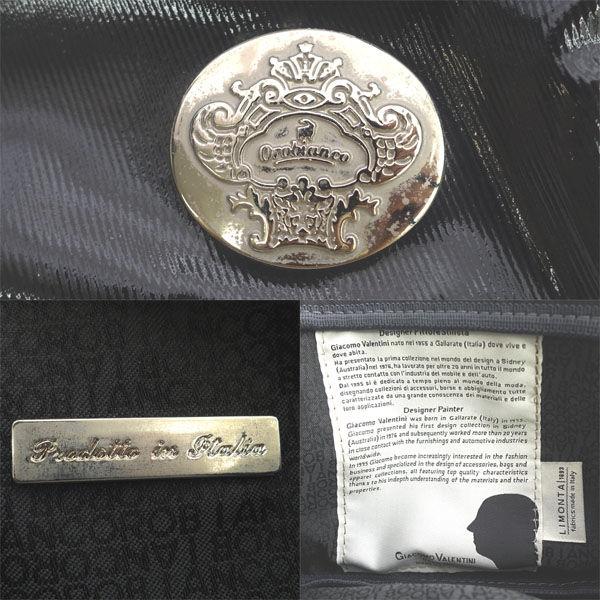 Orobianco
Prodotto in Italia
Designer Pittore Stilista
Giacomo Valentini nato nel 1955 a Gallarate (Italia) dove vive e
dove abita.
Ha presentato la prima collezione nel mondo del design a Sidney
(Australia) nel 1976, ha lavorato per oltre 20 anni in tutto il mondo
a stretto contatto con l'industria del mobile e dell'auto.
Dal 1995 si è dedicato a tempo pieno al mondo della moda,
disegnando collezioni di accessori, borse e abbigliamento tutte
caratterizzate da una grande conoscenza dei materiali e delle
loro applicazioni.
Designer Painter
Giacomo Valentini was born in Gallarate (Italy) in 1955.
Giacomo presented his first design collection in Sidney
(Australia) in 1976 and subsequently worked more than 20 years
in close contact with the furnishings and automotive industries
worldwide.
In 1995 Giacomo became increasingly interested in the fashion
business and specialized in the design of accessories, bags and
apparel collections, all featuring top quality characteristics
thanks to his indepth understanding of the materials and their
properties.
GIACOMO VALENTINI
LIMONTA 1893
fabrics made in Italy